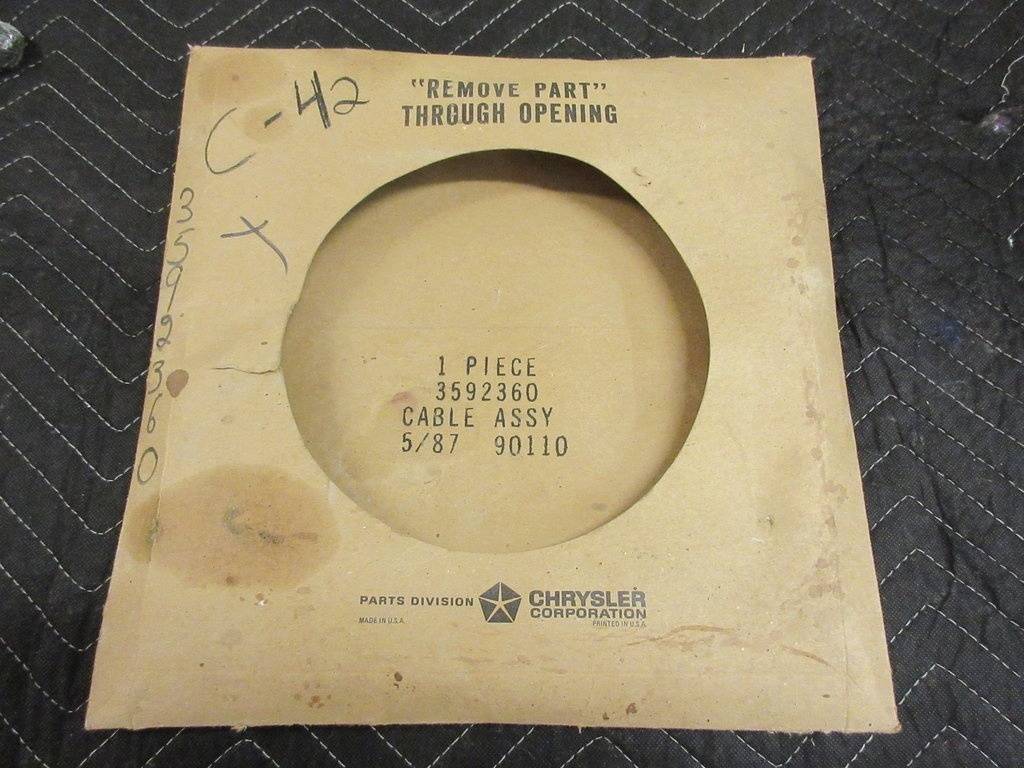 "REMOVE PART"
THROUGH OPENING
C-42
X
3592360
1 PIECE
3592360
CABLE ASSY
5/87 90110
PARTS DIVISION
MADE IN U.S.A.
CHRYSLER
CORPORATION
PRINTED IN U.S.A.